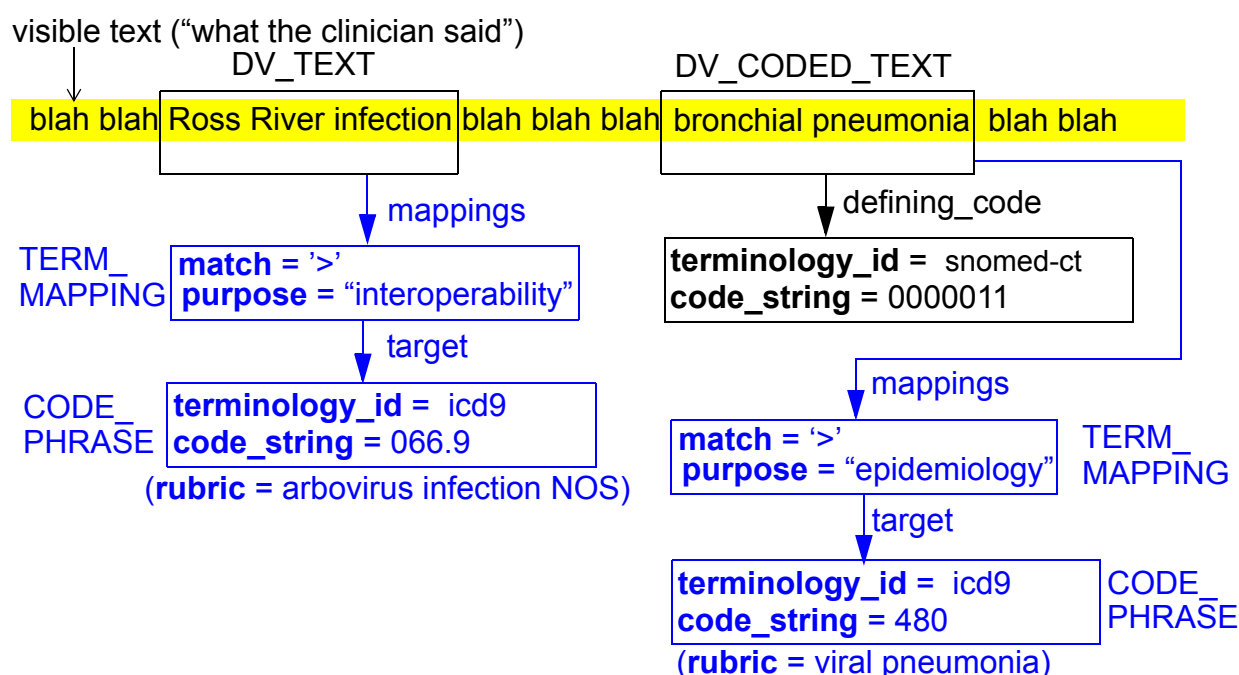 visible text (“what the clinician said”)
DV_TEXT
DV_CODED_TEXT
blah blah Ross River infection blah blah blah bronchial pneumonia blah blah
mappings
TERM_
MAPPING
match = '>'
purpose = “interoperability”
target
CODE_
PHRASE
terminology_id = icd9
code_string = 066.9
(rubric = arbovirus infection NOS)
defining_code
terminology_id = snomed-ct
code_string = 0000011
mappings
match = ‘>’
purpose = “epidemiology”
TERM_
MAPPING
target
terminology_id = icd9
code_string = 480
CODE_
PHRASE
(rubric = viral pneumonia)